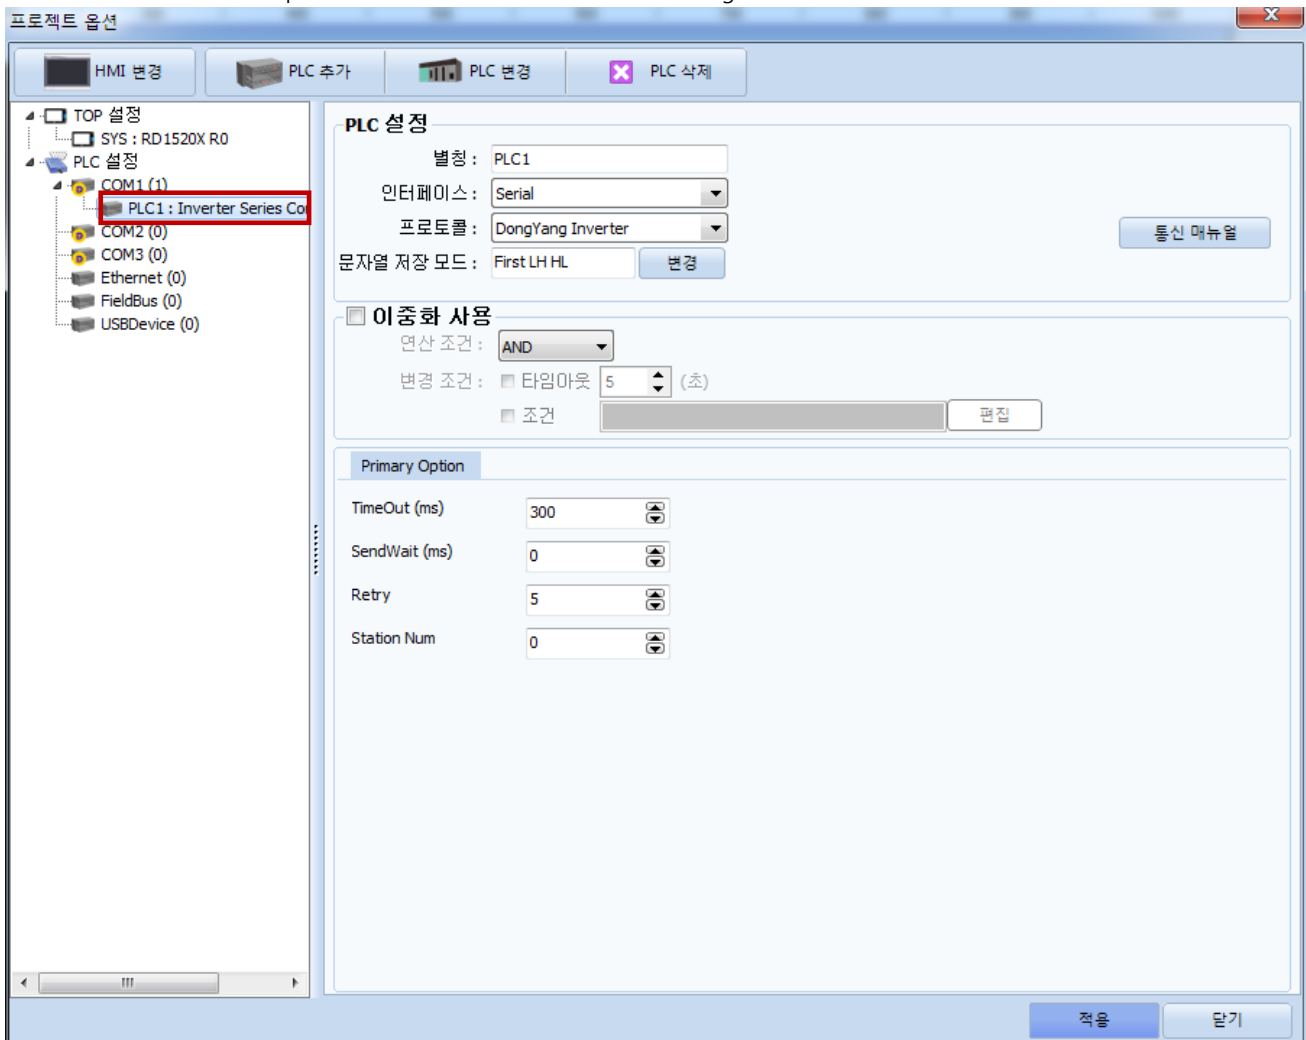 프로젝트 옵션
HMI 변경
PLC 추가
PLC 변경
PLC 삭제
TOP 설정
SYS : RD1520X R0
PLC 설정
COM1 (1)
PLC1 : Inverter Series Co
COM2 (0)
COM3 (0)
Ethernet (0)
FieldBus (0)
USBDevice (0)
PLC 설정
별칭 : PLC1
인터페이스 : Serial
프로토콜 : DongYang Inverter
통신 매뉴얼
문자열 저장 모드 : First LH HL 변경
이중화 사용
연산 조건 : AND
변경 조건 : 타임아웃 5 (초)
조건 편집
Primary Option
TimeOut (ms) 300
SendWait (ms) 0
Retry 5
Station Num 0
적용 닫기